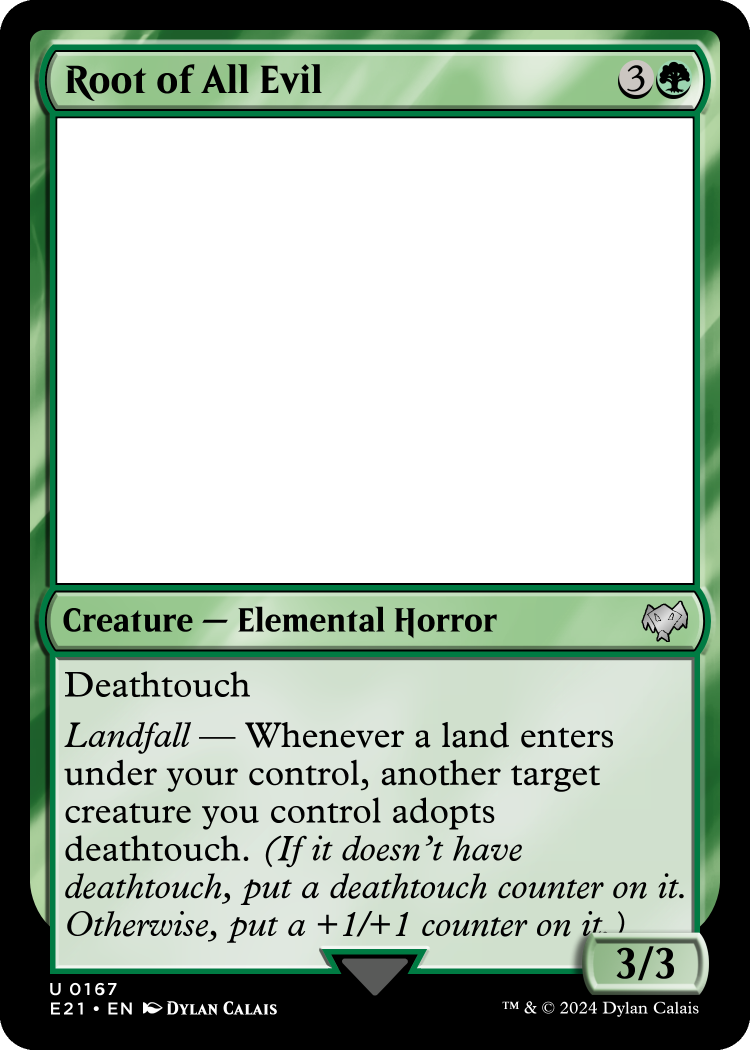 Root of All Evil 3
Creature — Elemental Horror
Deathtouch
Landfall — Whenever a land enters
under your control, another target
creature you control adopts
deathtouch. (If it doesn't have
deathtouch, put a deathtouch counter on it.
Otherwise, put a +1/+1 counter on it.)
3/3
U 0167
E21 • EN Dylan Calais
™ & © 2024 Dylan Calais